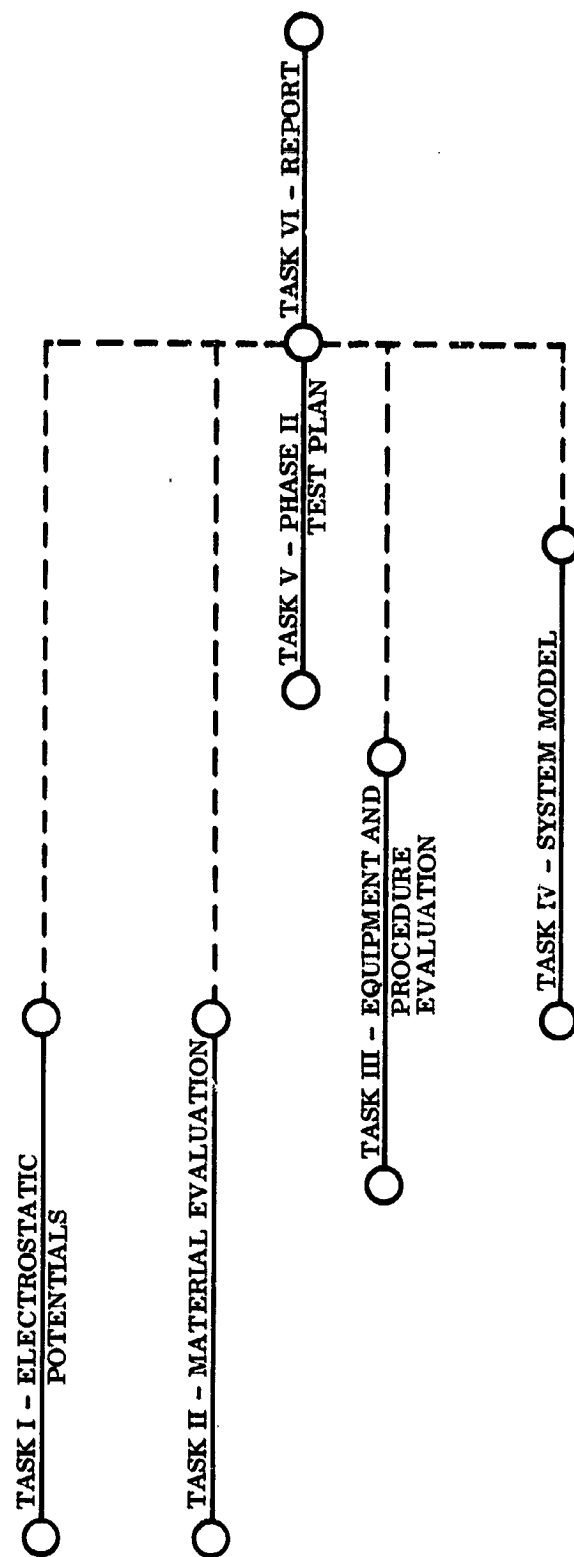 TASK I - ELECTROSTATIC
POTENTIALS
TASK II - MATERIAL EVALUATION
TASK V - PHASE II
TEST PLAN
TASK VI - REPORT
TASK III - EQUIPMENT AND
PROCEDURE
EVALUATION
TASK IV - SYSTEM MODEL